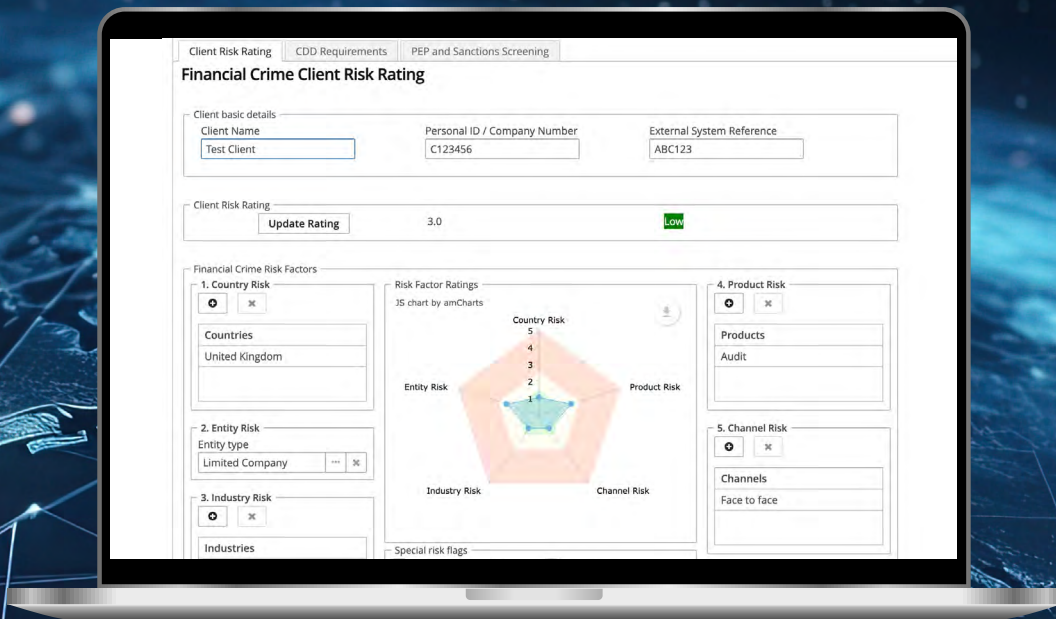 Client Risk Rating CDD Requirements PEP and Sanctions Screening
Financial Crime Client Risk Rating
Client basic details
Client Name Personal ID / Company Number External System Reference
Test Client C123456 ABC123
Client Risk Rating
Update Rating 3.0 Low
Financial Crime Risk Factors
1. Country Risk
Countries
United Kingdom
2. Entity Risk
Entity type
Limited Company
3. Industry Risk
Industries
Risk Factor Ratings
JS chart by amCharts
Country Risk
5
4
3
2
1
Entity Risk
Product Risk
Industry Risk
Channel Risk
Special risk flags
4. Product Risk
Products
Audit
5. Channel Risk
Channels
Face to face